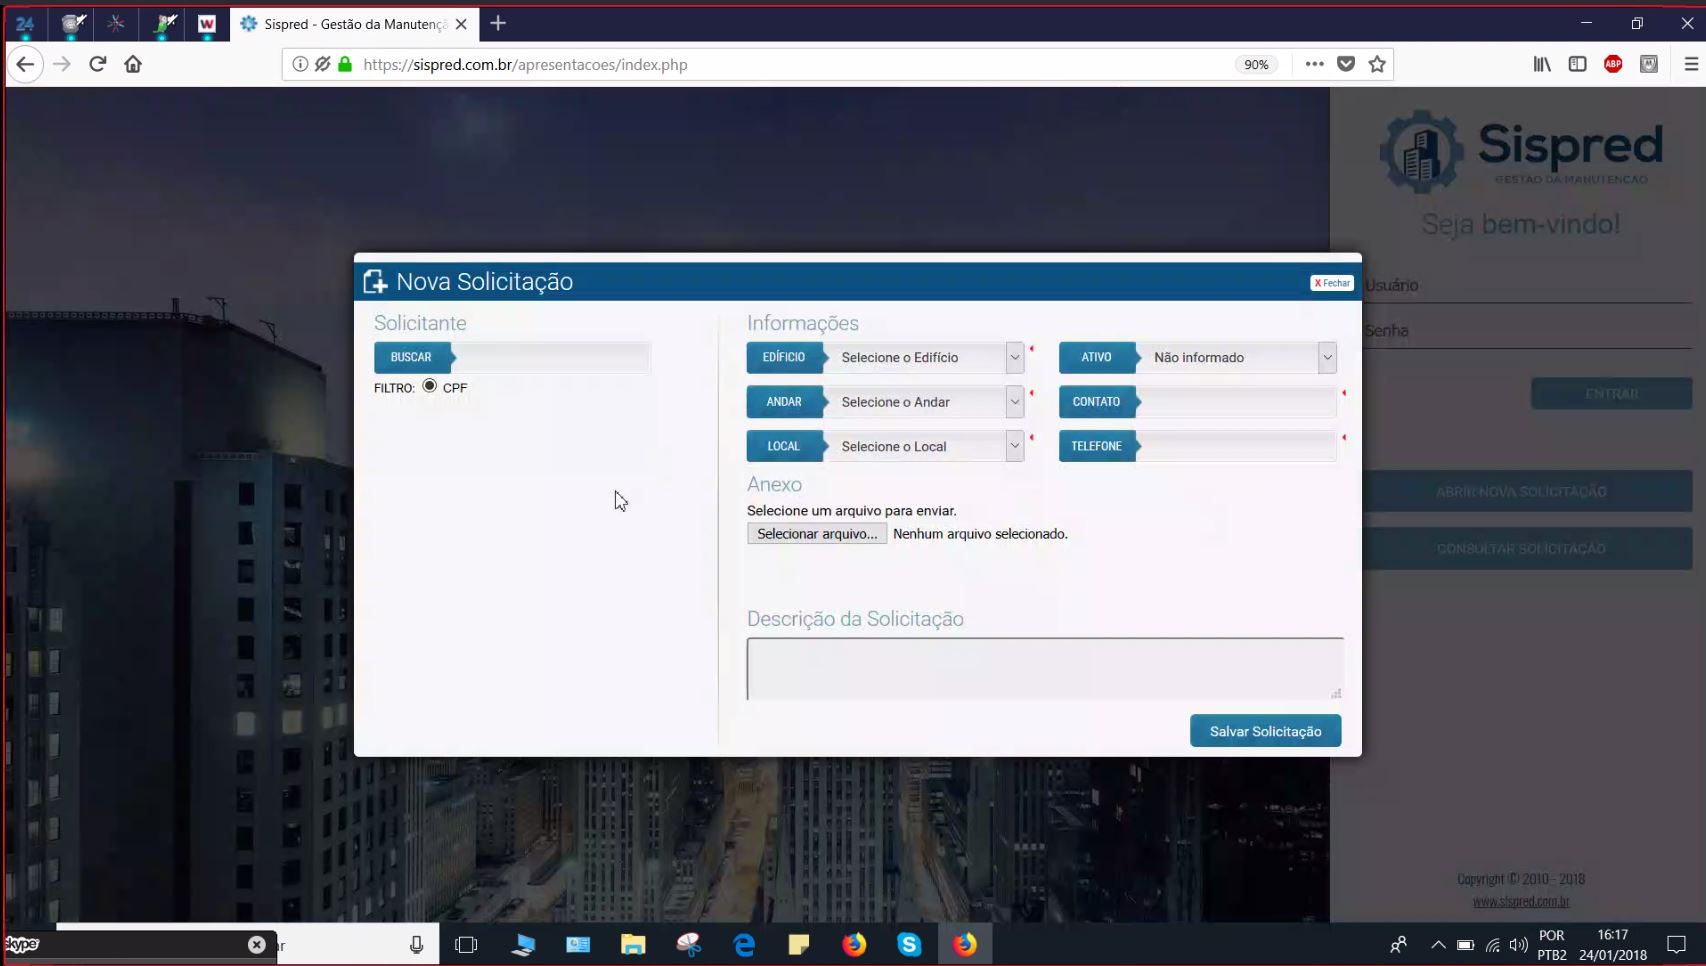 24
W
Sispred - Gestão da Manutençã
https://sispred.com.br/apresentacoes/index.php
90%
ABP
Sispred
GESTÃO DA MANUTENÇÃO
Seja bem-vindo!
Nova Solicitação
X Fechar
Usuário
Senha
Solicitante
Informações
BUSCAR
EDÍFICIO
Selecione o Edifício
ATIVO
Não informado
FILTRO:
CPF
ANDAR
Selecione o Andar
CONTATO
ENTRAR
LOCAL
Selecione o Local
TELEFONE
Anexo
ABRIR NOVA SOLICITAÇÃO
Selecione um arquivo para enviar.
Selecionar arquivo...
Nenhum arquivo selecionado.
CONSULTAR SOLICITAÇÃO
Descrição da Solicitação
Salvar Solicitação
Copyright © 2010 - 2018
www.sispred.com.br
skype
ar
POR
PTB2
16:17
24/01/2018